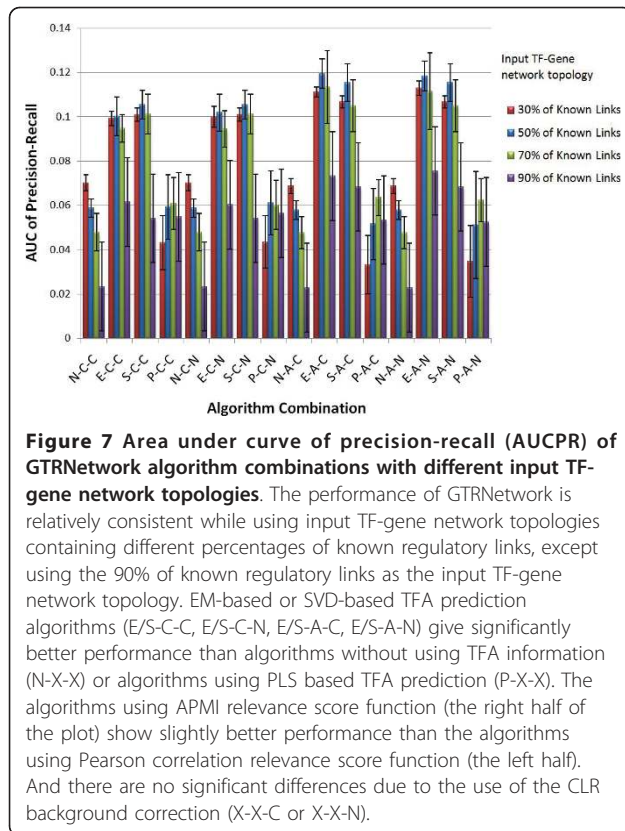 0.14
0.12
0.1
0.08
0.06
0.04
0.02
0
AUC of Precision-Recall
Input TF-Gene
network topology
30% of Known Links
50% of Known Links
70% of Known Links
90% of Known Links
N-C-C
E-C-C
S-C-C
P-C-C
N-C-N
E-C-N
S-C-N
P-C-N
N-A-C
E-A-C
S-A-C
P-A-C
N-A-N
E-A-N
S-A-N
P-A-N
Algorithm Combination
Figure 7 Area under curve of precision-recall (AUCPR) of
GTRNetwork algorithm combinations with different input TF-
gene network topologies. The performance of GTRNetwork is
relatively consistent while using input TF-gene network topologies
containing different percentages of known regulatory links, except
using the 90% of known regulatory links as the input TF-gene
network topology. EM-based or SVD-based TFA prediction
algorithms (E/S-C-C, E/S-C-N, E/S-A-C, E/S-A-N) give significantly
better performance than algorithms without using TFA information
(N-X-X) or algorithms using PLS based TFA prediction (P-X-X). The
algorithms using APMI relevance score function (the right half of
the plot) show slightly better performance than the algorithms
using Pearson correlation relevance score function (the left half).
And there are no significant differences due to the use of the CLR
background correction (X-X-C or X-X-N).